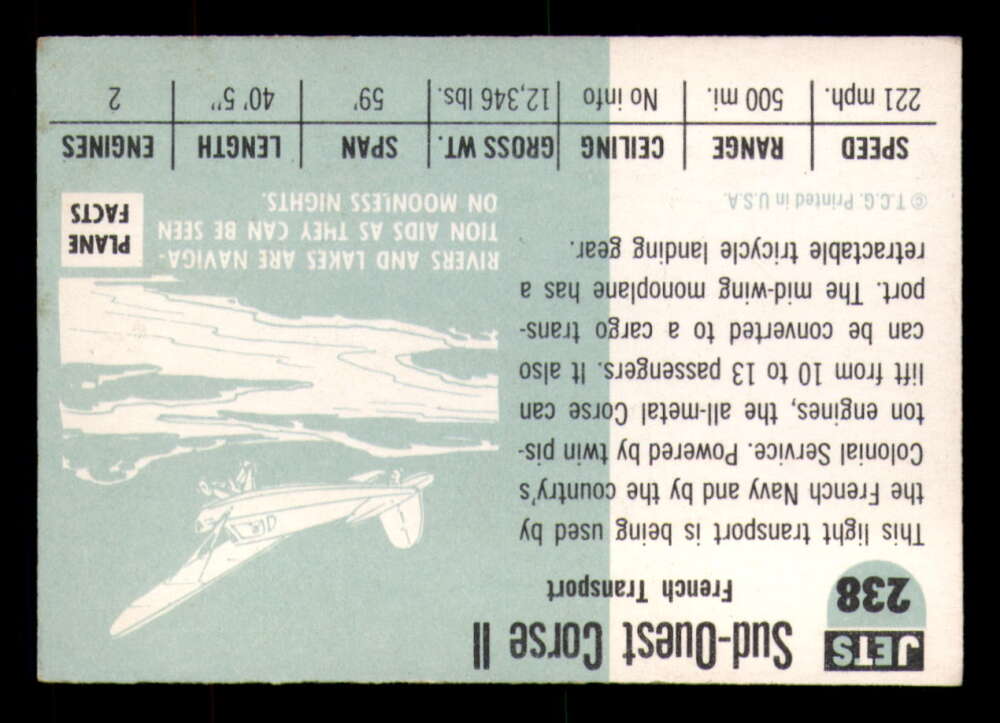 JETS
238
Sud-Ouest Corse II
French Transport
This light transport is being used by
the French Navy and by the country's
Colonial Service. Powered by twin pis-
ton engines, the all-metal Corse can
lift from 10 to 13 passengers. It also
can be converted to a cargo trans-
port. The mid-wing monoplane has a
retractable tricycle landing gear.
© T.C.G. Printed in U.S.A.
PLANE
FACTS
RIVERS AND LAKES ARE NAVIGA-
TION AIDS AS THEY CAN BE SEEN
ON MOONLESS NIGHTS.
SPEED RANGE CEILING GROSS WT. SPAN LENGTH ENGINES
221 mph. 500 mi. No info 12,346 lbs. 59' 40' 5" 2